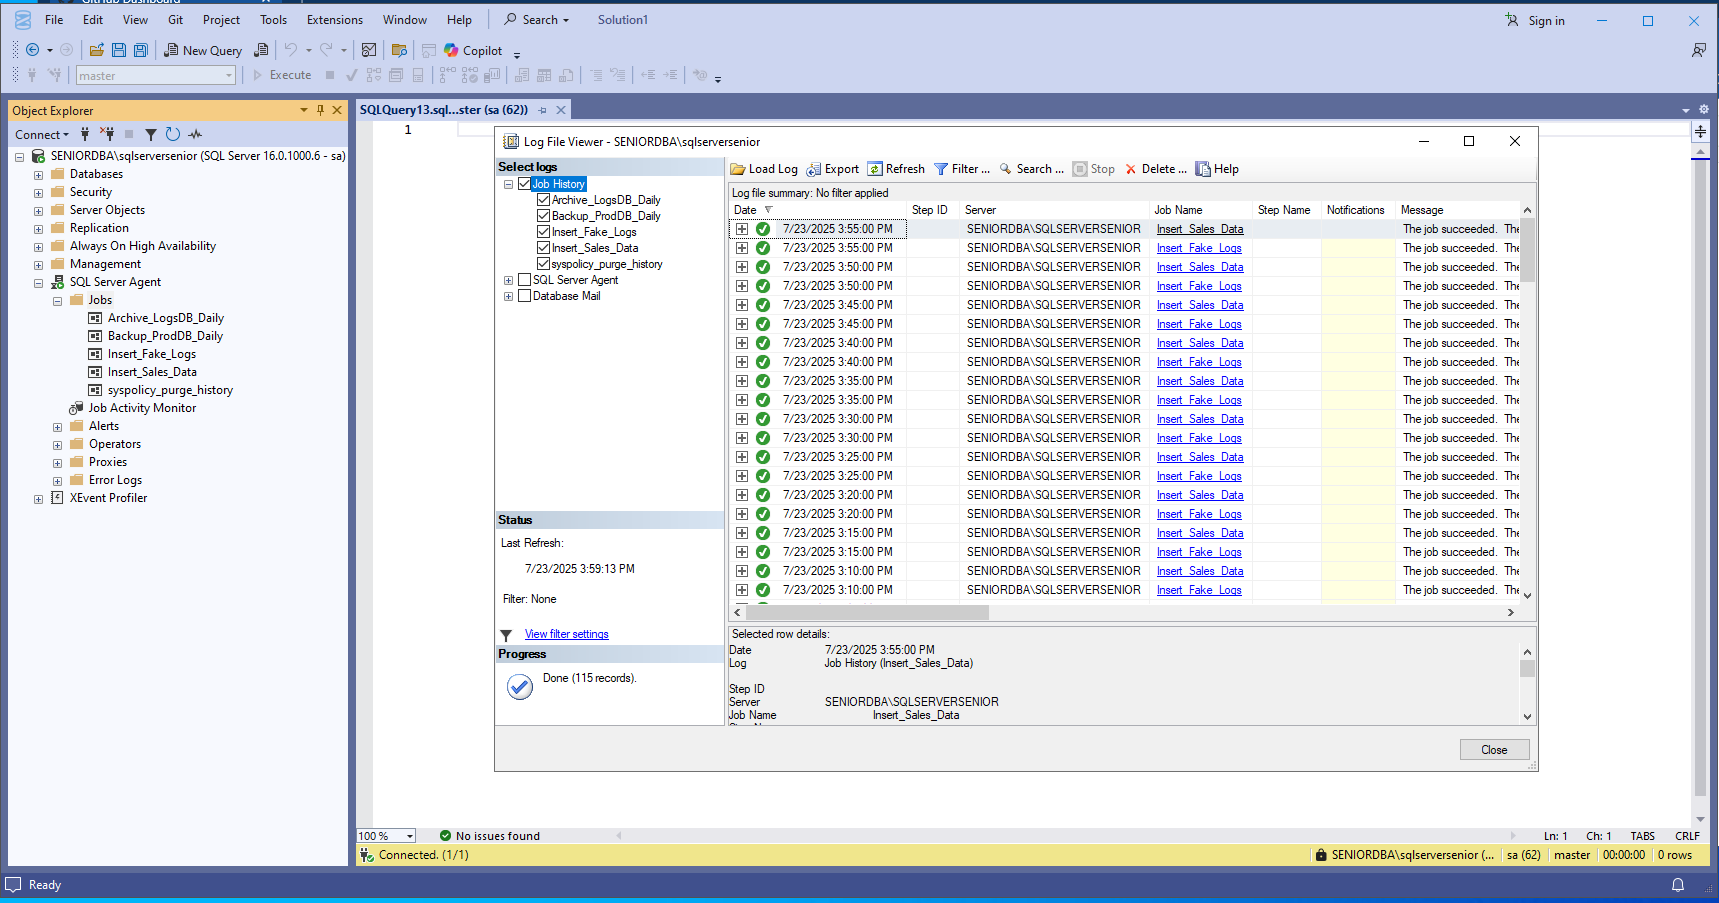 GitHub Dashboard
File Edit View Git Project Tools Extensions Window Help Search Solution1 Sign in
New Query Copilot
master Execute
Object Explorer
Connect
SENIORDBA\sqlserversenior (SQL Server 16.0.1000.6 - sa)
Databases
Security
Server Objects
Replication
Always On High Availability
Management
SQL Server Agent
Jobs
Archive_LogsDB_Daily
Backup_ProdDB_Daily
Insert_Fake_Logs
Insert_Sales_Data
syspolicy_purge_history
Job Activity Monitor
Alerts
Operators
Proxies
Error Logs
XEvent Profiler
SQLQuery13.sql...ster (sa (62))
1
Log File Viewer - SENIORDBA\sqlserversenior
Select logs
Job History
Archive_LogsDB_Daily
Backup_ProdDB_Daily
Insert_Fake_Logs
Insert_Sales_Data
syspolicy_purge_history
SQL Server Agent
Database Mail
Status
Last Refresh:
7/23/2025 3:59:13 PM
Filter: None
View filter settings
Progress
Done (115 records).
Load Log Export Refresh Filter ... Search ... Stop Delete ... Help
Log file summary: No filter applied
Date Step ID Server Job Name Step Name Notifications Message
7/23/2025 3:55:00 PM SENIORDBA\SQLSERVERSENIOR Insert_Sales_Data The job succeeded. The
7/23/2025 3:55:00 PM SENIORDBA\SQLSERVERSENIOR Insert_Fake_Logs The job succeeded. The
7/23/2025 3:50:00 PM SENIORDBA\SQLSERVERSENIOR Insert_Sales_Data The job succeeded. The
7/23/2025 3:50:00 PM SENIORDBA\SQLSERVERSENIOR Insert_Fake_Logs The job succeeded. The
7/23/2025 3:45:00 PM SENIORDBA\SQLSERVERSENIOR Insert_Sales_Data The job succeeded. The
7/23/2025 3:45:00 PM SENIORDBA\SQLSERVERSENIOR Insert_Fake_Logs The job succeeded. The
7/23/2025 3:40:00 PM SENIORDBA\SQLSERVERSENIOR Insert_Sales_Data The job succeeded. The
7/23/2025 3:40:00 PM SENIORDBA\SQLSERVERSENIOR Insert_Fake_Logs The job succeeded. The
7/23/2025 3:35:00 PM SENIORDBA\SQLSERVERSENIOR Insert_Sales_Data The job succeeded. The
7/23/2025 3:35:00 PM SENIORDBA\SQLSERVERSENIOR Insert_Fake_Logs The job succeeded. The
7/23/2025 3:30:00 PM SENIORDBA\SQLSERVERSENIOR Insert_Sales_Data The job succeeded. The
7/23/2025 3:30:00 PM SENIORDBA\SQLSERVERSENIOR Insert_Fake_Logs The job succeeded. The
7/23/2025 3:25:00 PM SENIORDBA\SQLSERVERSENIOR Insert_Sales_Data The job succeeded. The
7/23/2025 3:25:00 PM SENIORDBA\SQLSERVERSENIOR Insert_Fake_Logs The job succeeded. The
7/23/2025 3:20:00 PM SENIORDBA\SQLSERVERSENIOR Insert_Sales_Data The job succeeded. The
7/23/2025 3:20:00 PM SENIORDBA\SQLSERVERSENIOR Insert_Fake_Logs The job succeeded. The
7/23/2025 3:15:00 PM SENIORDBA\SQLSERVERSENIOR Insert_Sales_Data The job succeeded. The
7/23/2025 3:15:00 PM SENIORDBA\SQLSERVERSENIOR Insert_Fake_Logs The job succeeded. The
7/23/2025 3:10:00 PM SENIORDBA\SQLSERVERSENIOR Insert_Sales_Data The job succeeded. The
7/23/2025 3:10:00 PM SENIORDBA\SQLSERVERSENIOR Insert_Fake_Logs The job succeeded. The
Selected row details:
Date 7/23/2025 3:55:00 PM
Log Job History (Insert_Sales_Data)
Step ID
Server SENIORDBA\SQLSERVERSENIOR
Job Name Insert_Sales_Data
Close
100 % No issues found Ln: 1 Ch: 1 TABS CRLF
Connected. (1/1) SENIORDBA\sqlserversenior (... sa (62) master 00:00:00 0 rows
Ready